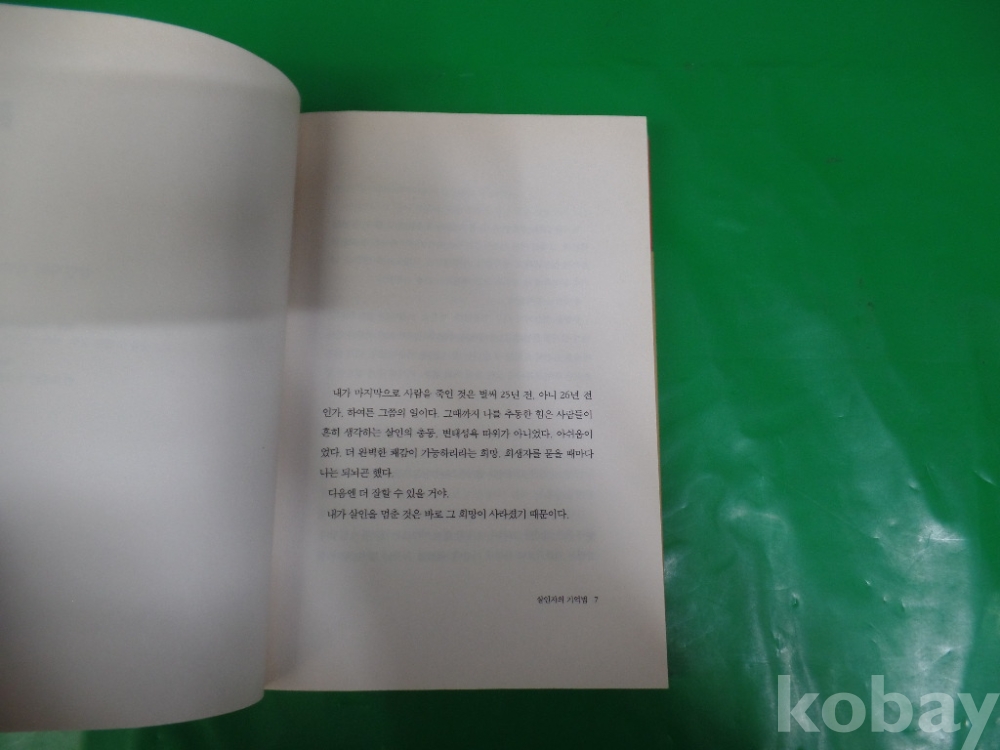 내가 마지막으로 사람을 죽인 것은 벌써 25년 전, 아니 26년 전
인가, 하여튼 그쯤의 일이다. 그때까지 나를 추동한 힘은 사람들이
흔히 생각하는 살인의 충동, 변태성욕 따위가 아니었다. 아쉬움이
었다. 더 완벽한 쾌감이 가능하리라는 희망. 희생자를 묻을 때마다
나는 되뇌곤 했다.
다음엔 더 잘할 수 있을 거야.
내가 살인을 멈춘 것은 바로 그 희망이 사라졌기 때문이다.
살인자의 기억법 7
kobay